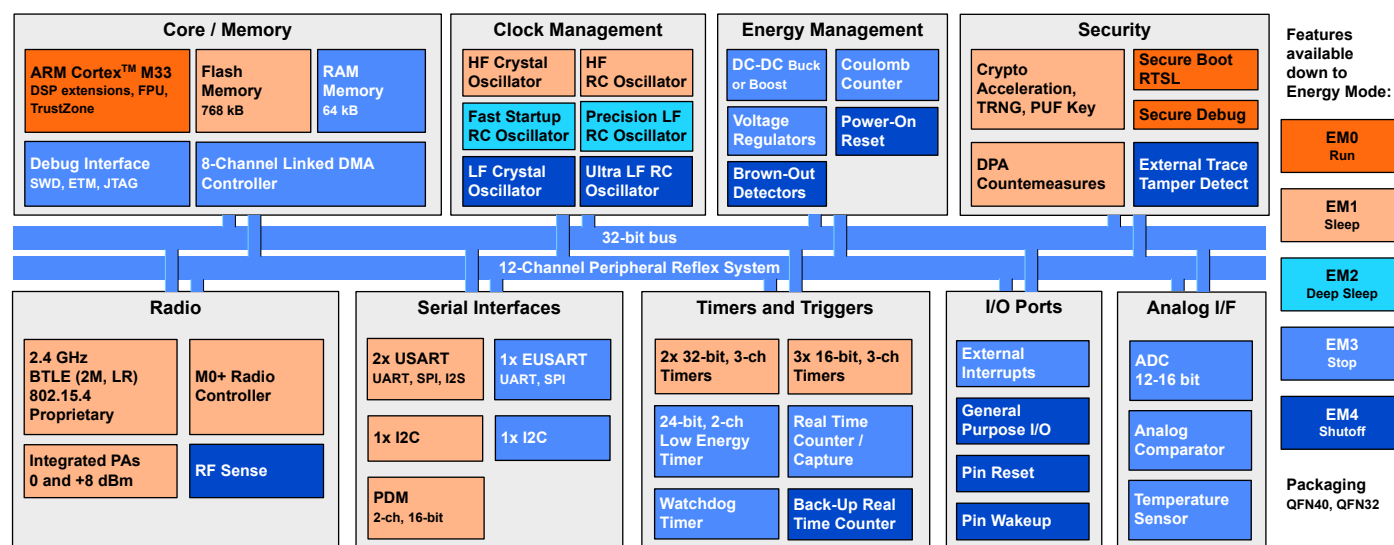 Core / Memory
ARM Cortex™ M33
DSP extensions, FPU,
TrustZone
Flash
Memory
768 kB
RAM
Memory
64 kB
Debug Interface
SWD, ETM, JTAG
8-Channel Linked DMA
Controller
Clock Management
HF Crystal
Oscillator
HF
RC Oscillator
Fast Startup
RC Oscillator
Precision LF
RC Oscillator
LF Crystal
Oscillator
Ultra LF RC
Oscillator
Energy Management
DC-DC Buck
or Boost
Coulomb
Counter
Voltage
Regulators
Power-On
Reset
Brown-Out
Detectors
Security
Crypto
Acceleration,
TRNG, PUF Key
Secure Boot
RTSL
Secure Debug
DPA
Countemeasures
External Trace
Tamper Detect
32-bit bus
12-Channel Peripheral Reflex System
Radio
2.4 GHz
BTLE (2M, LR)
802.15.4
Proprietary
M0+ Radio
Controller
Integrated PAs
0 and +8 dBm
RF Sense
Serial Interfaces
2x USART
UART, SPI, I2S
1x EUSART
UART, SPI
1x I2C
1x I2C
PDM
2-ch, 16-bit
Timers and Triggers
2x 32-bit, 3-ch
Timers
3x 16-bit, 3-ch
Timers
24-bit, 2-ch
Low Energy
Timer
Real Time
Counter /
Capture
Watchdog
Timer
Back-Up Real
Time Counter
I/O Ports
External
Interrupts
General
Purpose I/O
Pin Reset
Pin Wakeup
Analog I/F
ADC
12-16 bit
Analog
Comparator
Temperature
Sensor
Features
available
down to
Energy Mode:
EM0
Run
EM1
Sleep
EM2
Deep Sleep
EM3
Stop
EM4
Shutoff
Packaging
QFN40, QFN32